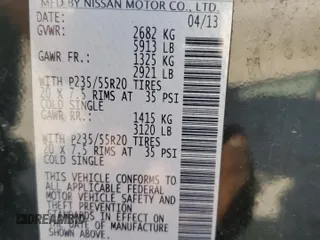 MFD BY NISSAN MOTOR CO., LTD.
DATE: 04/13
GVWR: 2682 KG
5913 LB
GAWR FR.: 1325 KG
2921 LB
WITH P235/55R20 TIRES
20 X 7.5 RIMS AT 35 PSI
COLD SINGLE
GAWR RR.: 1415 KG
3120 LB
WITH P235/55R20 TIRES
20 X 7.5 RIMS AT 35 PSI
COLD SINGLE
THIS VEHICLE CONFORMS TO
ALL APPLICABLE FEDERAL
MOTOR VEHICLE SAFETY
STANDARDS IN EFFECT ON
THE DATE OF MANUFACTURE
SHOWN ABOVE.